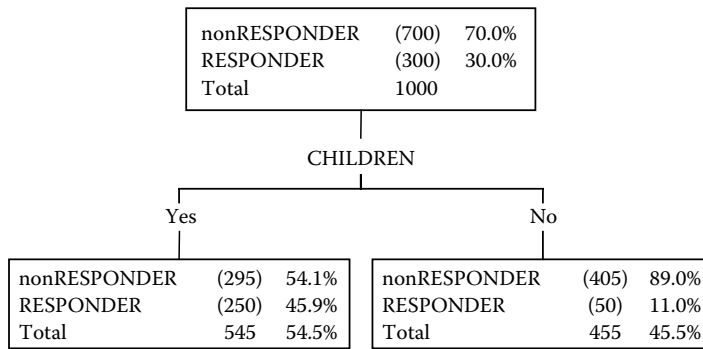 nonRESPONDER (700) 70.0%
RESPONDER (300) 30.0%
Total 1000
CHILDREN
Yes
No
nonRESPONDER (295) 54.1%
RESPONDER (250) 45.9%
Total 545 54.5%
nonRESPONDER (405) 89.0%
RESPONDER (50) 11.0%
Total 455 45.5%